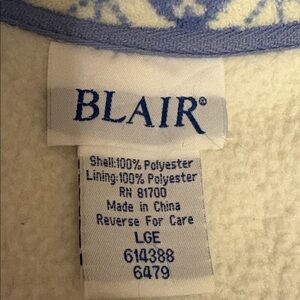 BLAIR®
Shell:100% Polyester
Lining:100% Polyester
RN 81700
Made in China
Reverse For Care
LGE
614388
6479